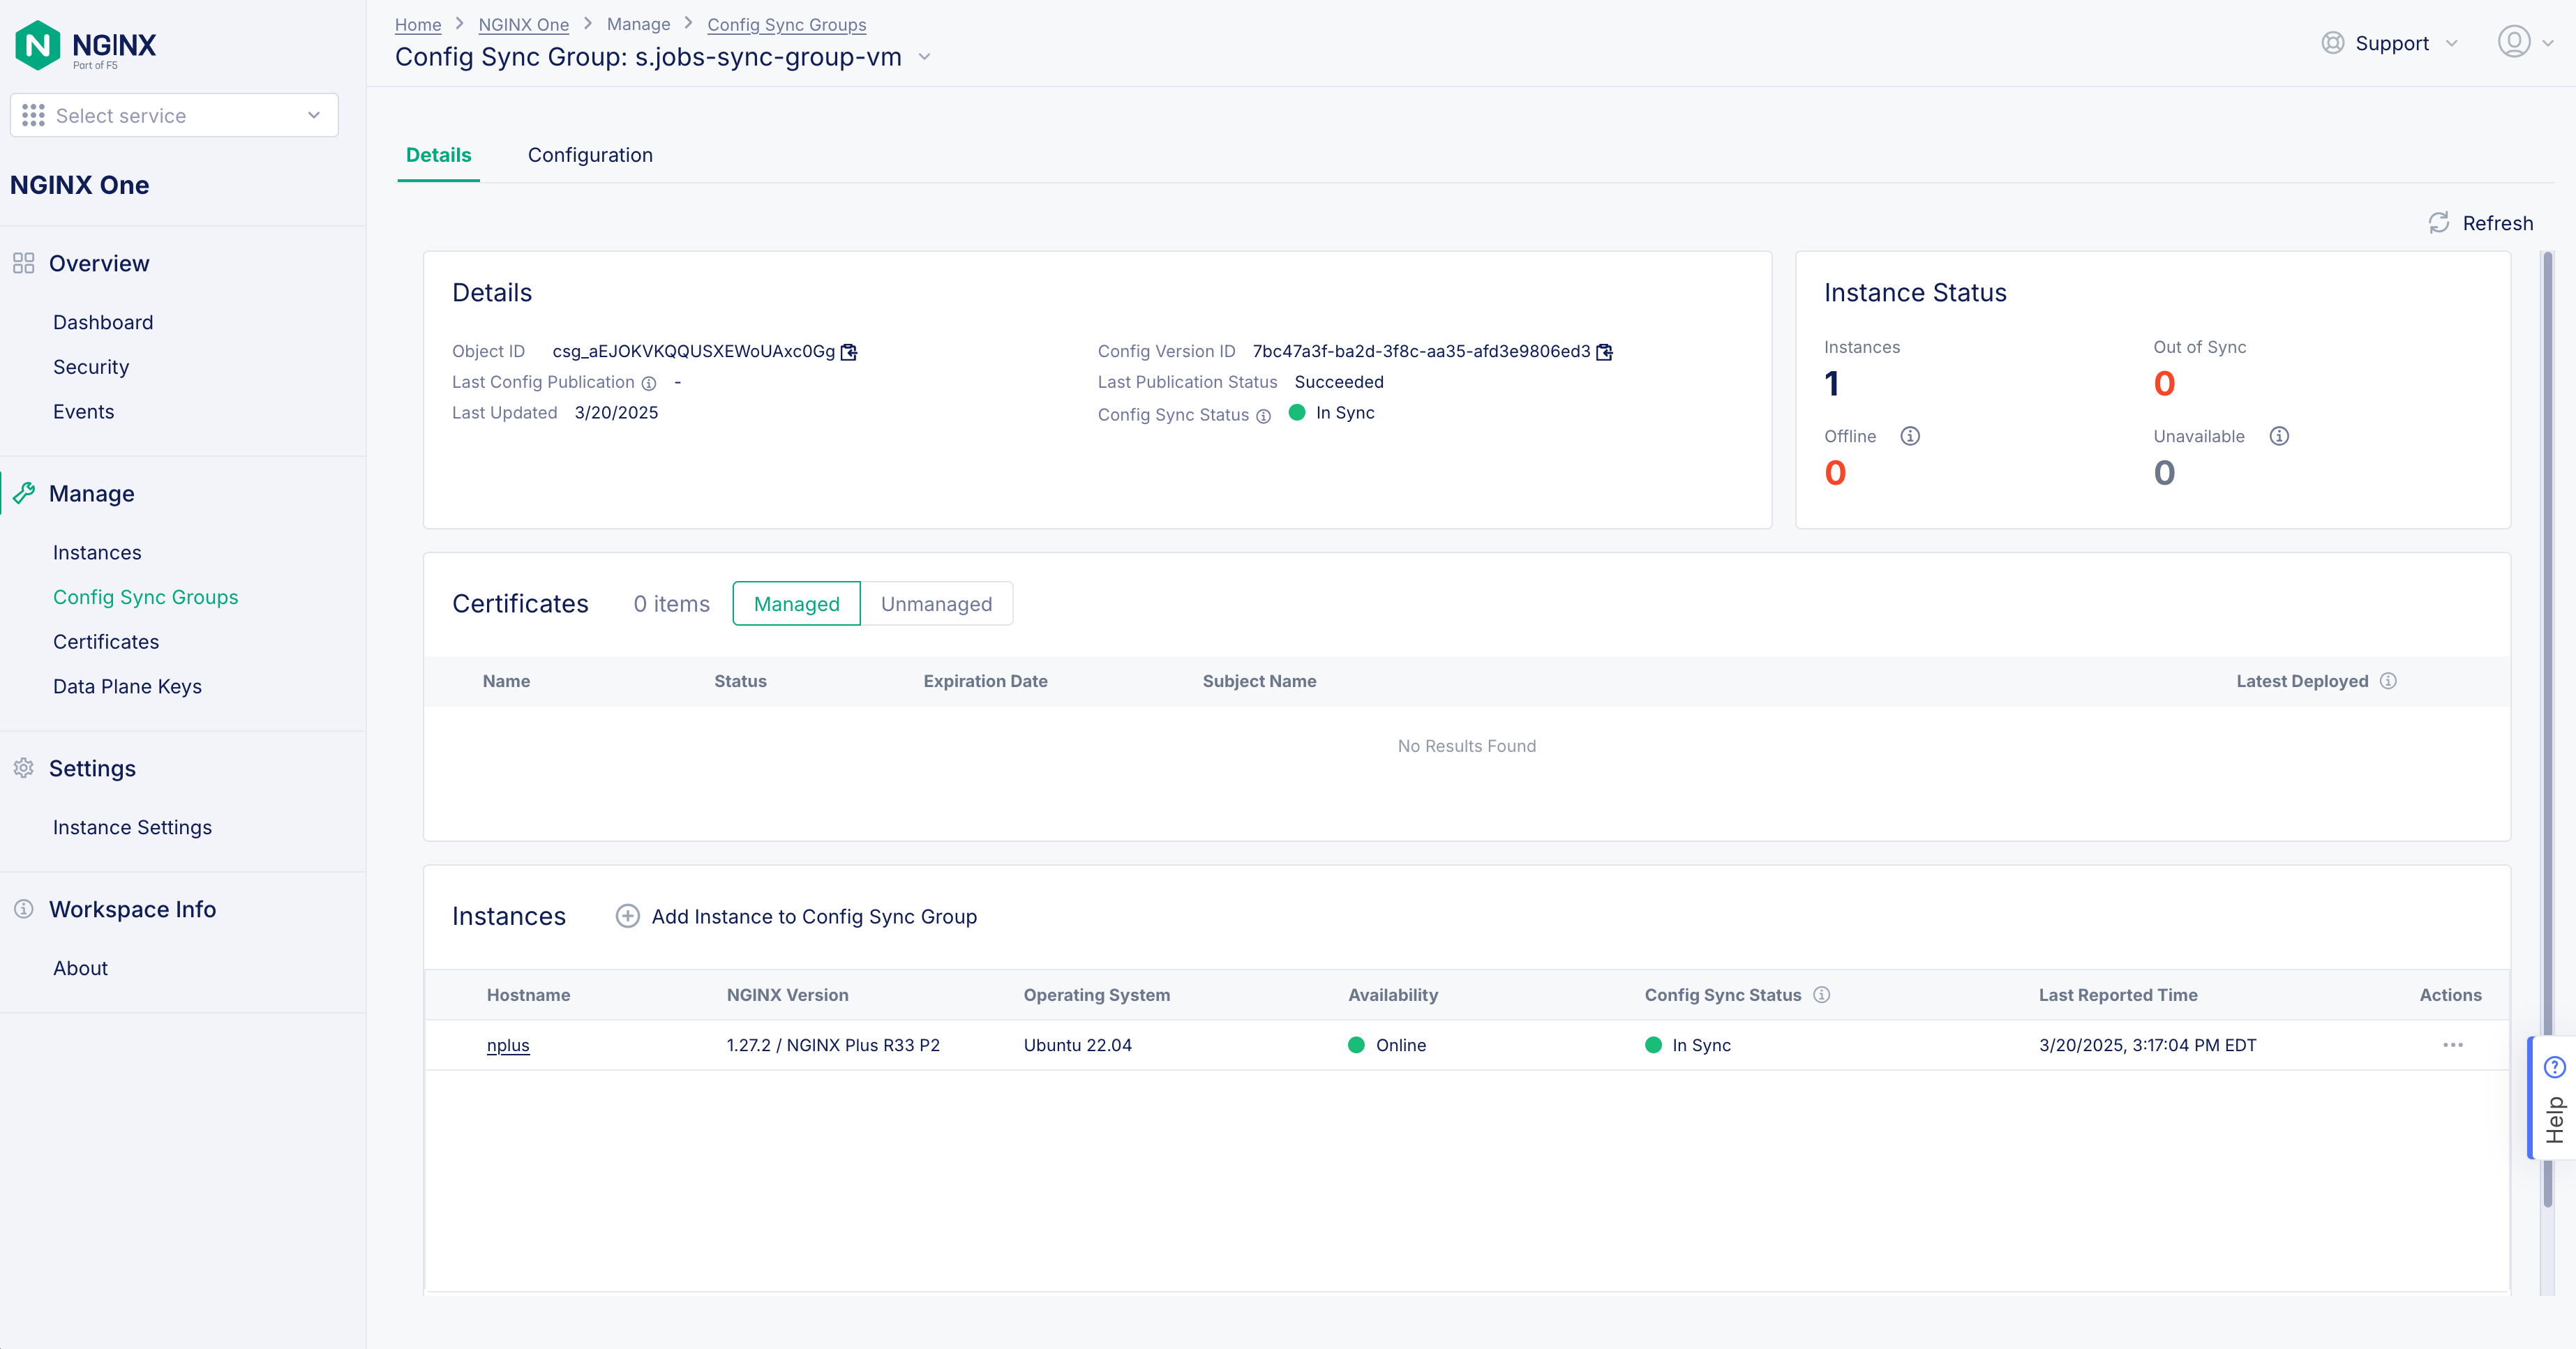 NGINX
Part of F5
Select service
NGINX One
Overview
Dashboard
Security
Events
Manage
Instances
Config Sync Groups
Certificates
Data Plane Keys
Settings
Instance Settings
Workspace Info
About
Home > NGINX One > Manage > Config Sync Groups
Config Sync Group: s.jobs-sync-group-vm
Support
Details Configuration
Refresh
Details
Object ID csg_aEJOKVKQQUSXEWoUAxc0Gg
Last Config Publication -
Last Updated 3/20/2025
Config Version ID 7bc47a3f-ba2d-3f8c-aa35-afd3e9806ed3
Last Publication Status Succeeded
Config Sync Status In Sync
Instance Status
Instances Out of Sync
1 0
Offline Unavailable
0 0
Certificates 0 items Managed Unmanaged
Name Status Expiration Date Subject Name Latest Deployed
No Results Found
Instances Add Instance to Config Sync Group
Hostname NGINX Version Operating System Availability Config Sync Status Last Reported Time Actions
nplus 1.27.2 / NGINX Plus R33 P2 Ubuntu 22.04 Online In Sync 3/20/2025, 3:17:04 PM EDT ...
Help